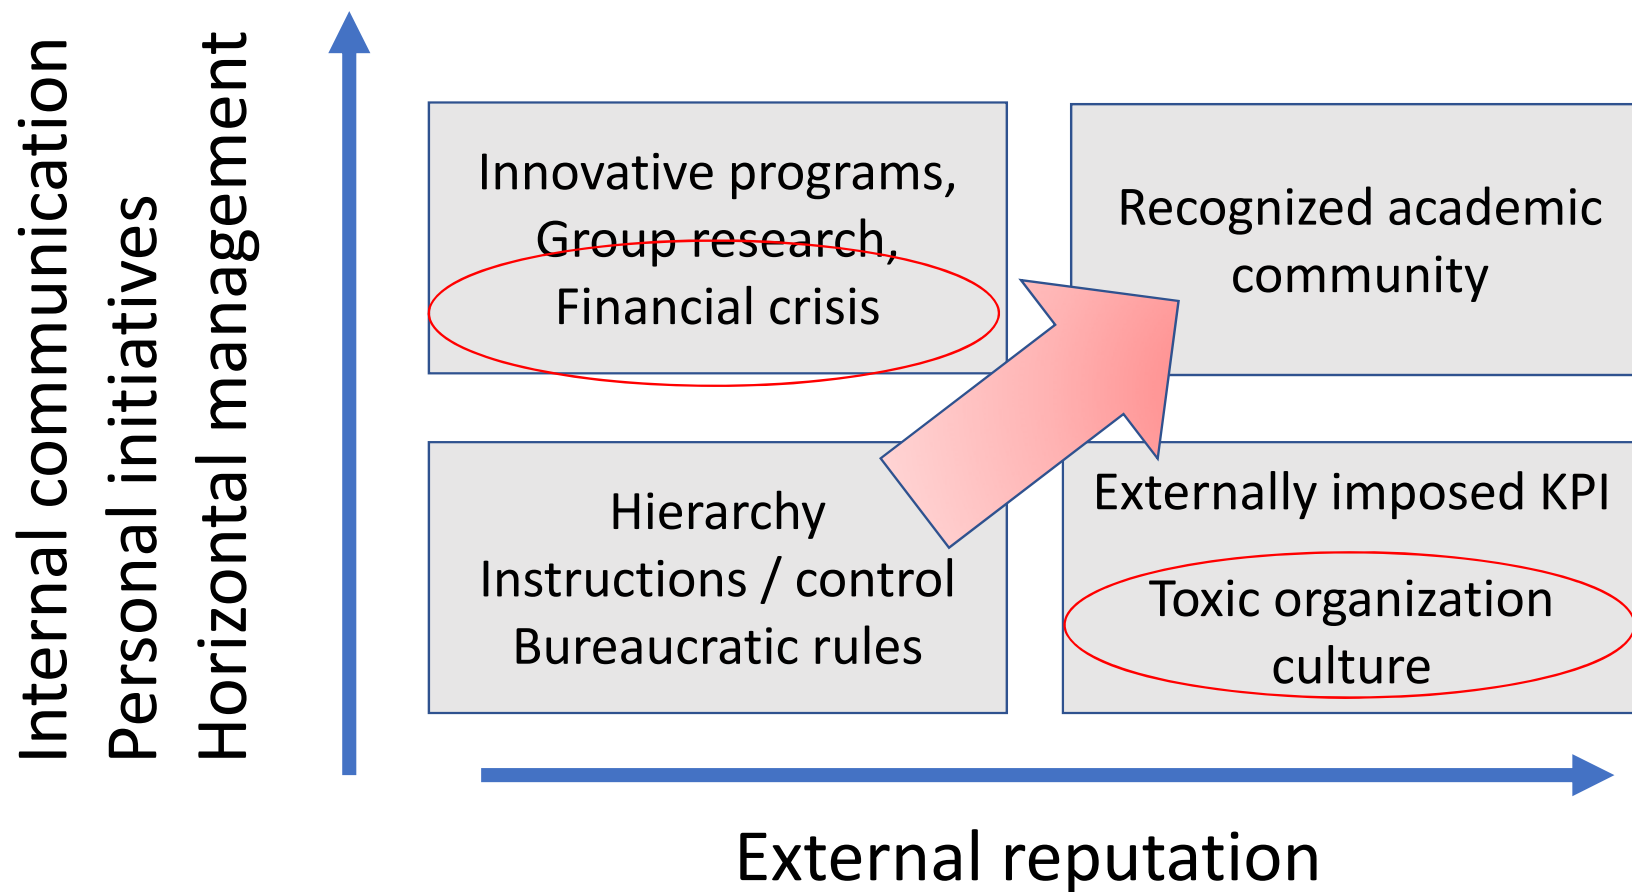 Internal communication
Personal initiatives
Horizontal management
Innovative programs,
Group research,
Financial crisis
Recognized academic
community
Hierarchy
Instructions / control
Bureaucratic rules
Externally imposed KPI
Toxic organization
culture
External reputation